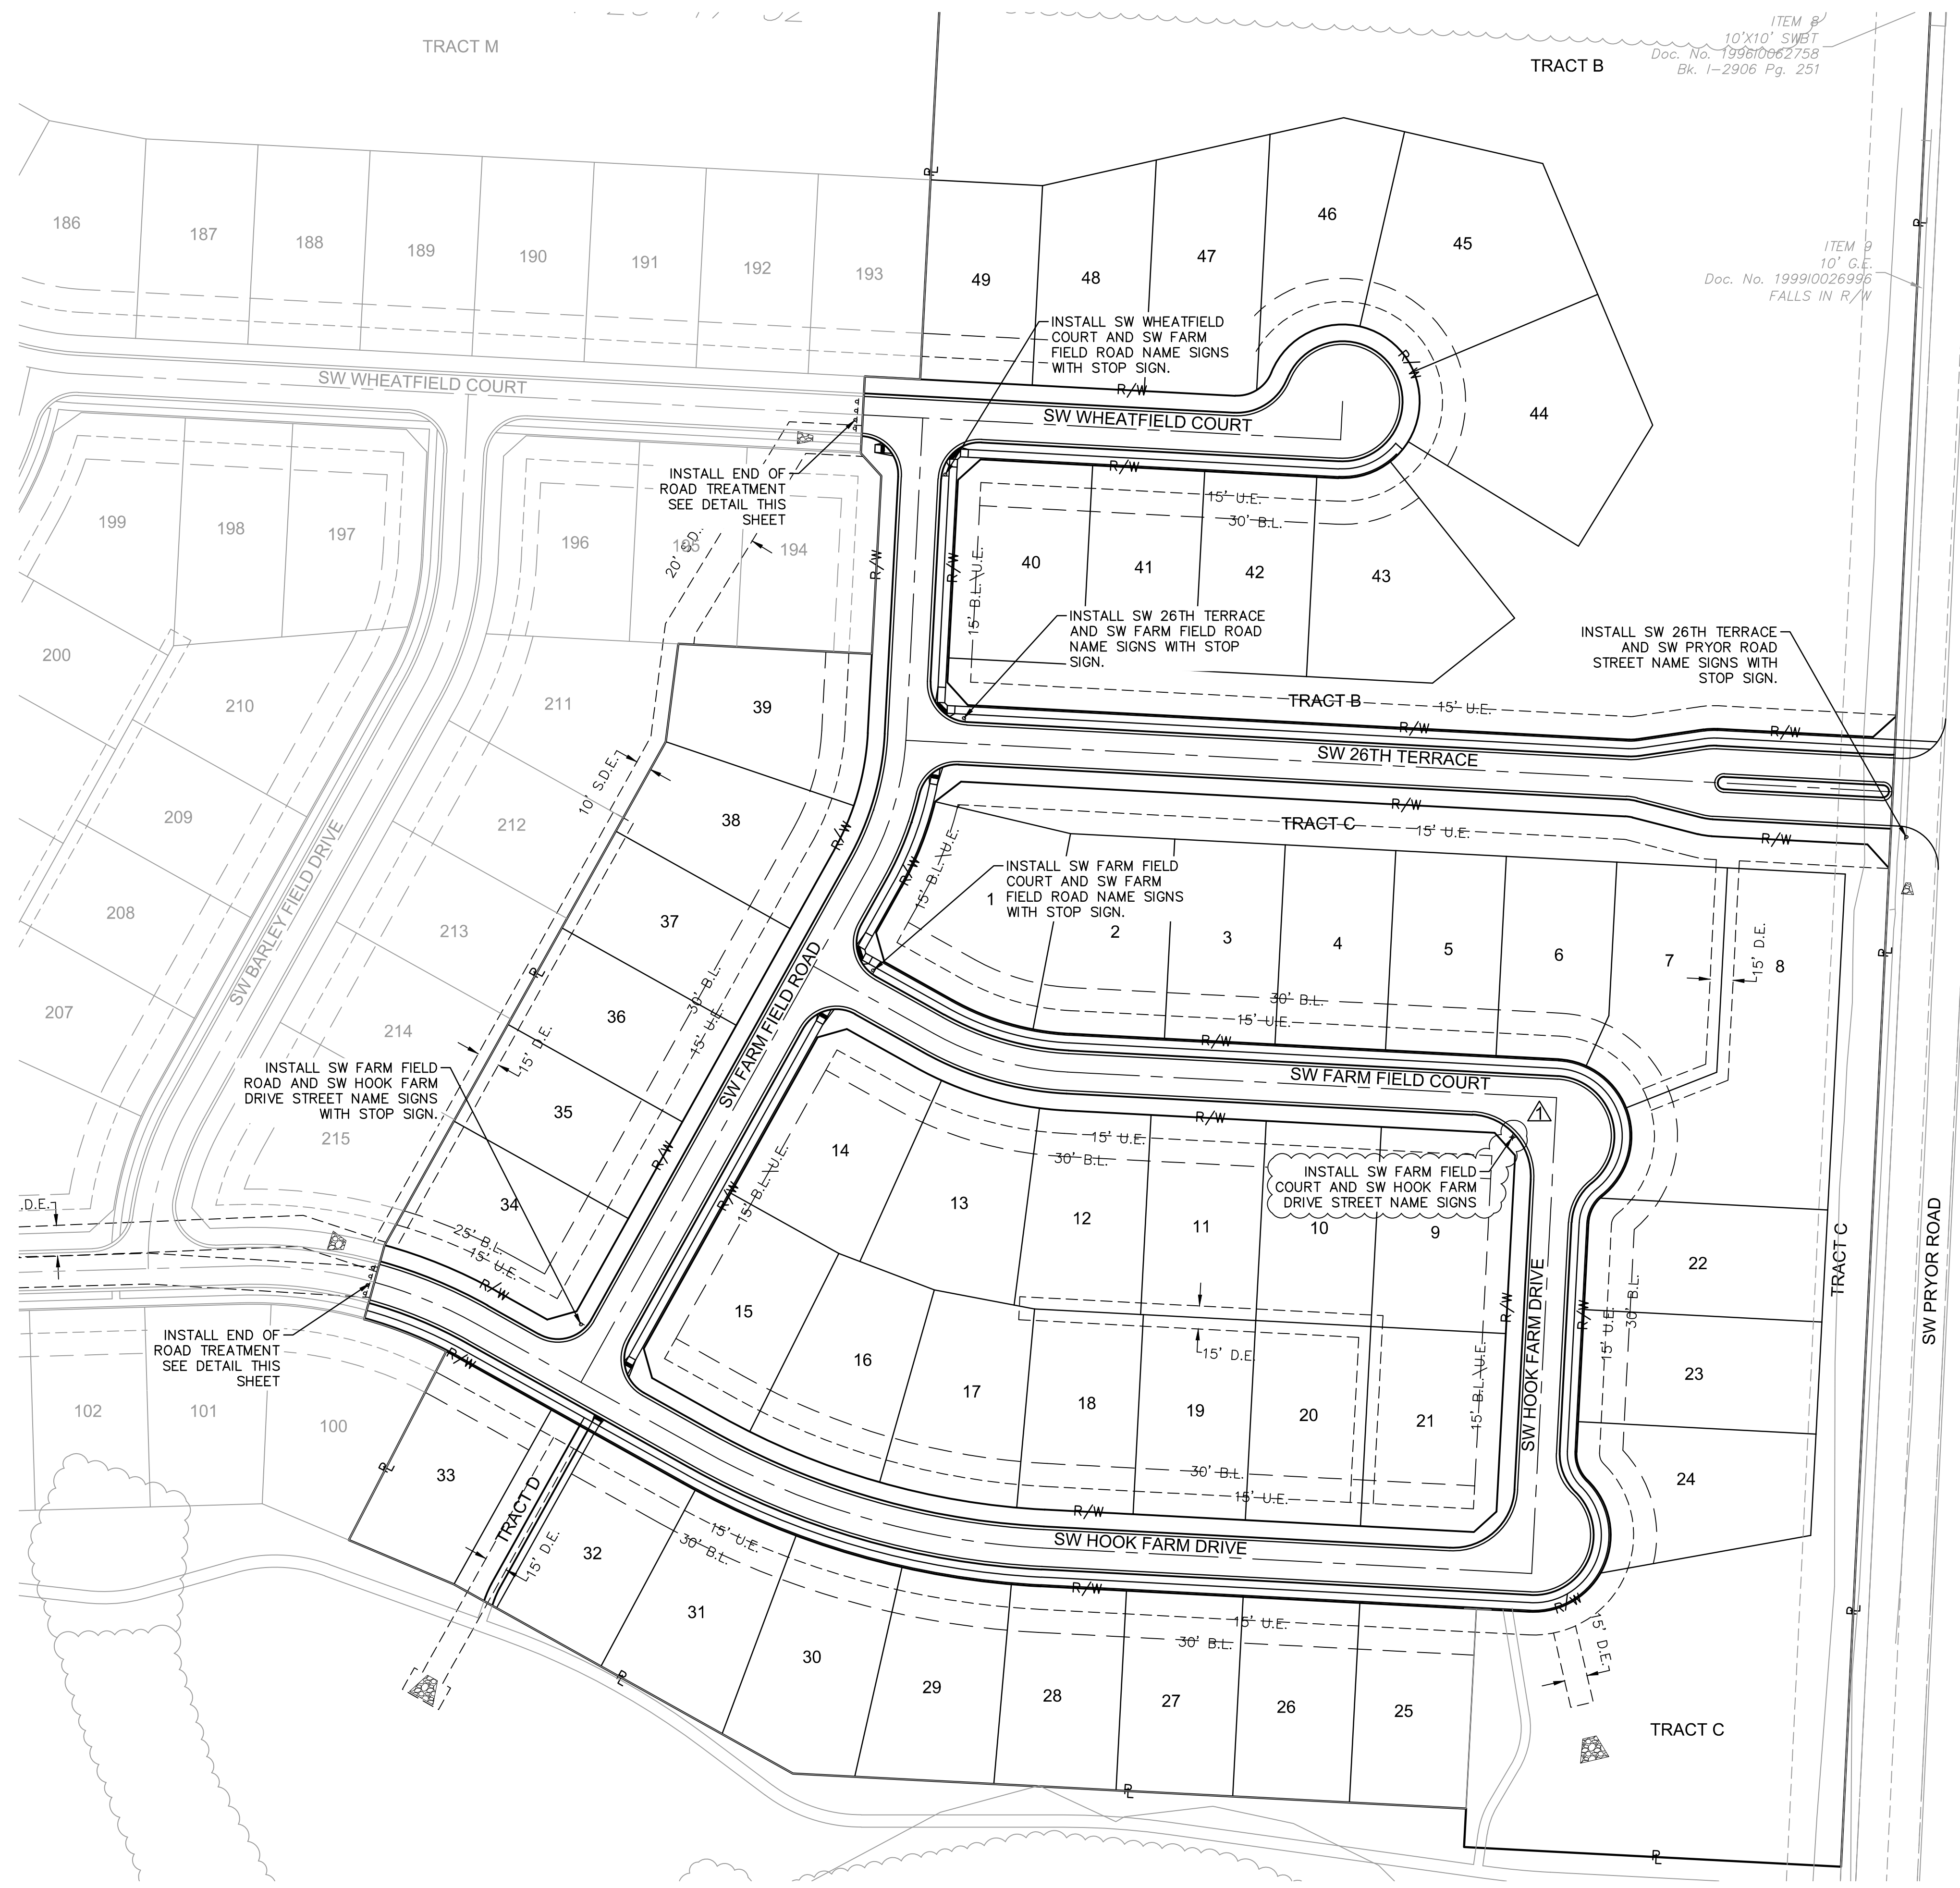 TRACT M
ITEM 8
10'X10' SWBT
Doc. No. 1996I0062758
Bk. I-2906 Pg. 251
TRACT B
186
187
188
189
190
191
192
193
49
48
47
46
45
44
ITEM 9
10' G.E.
Doc. No. 1999I0026996
FALLS IN R/W
PL
PL
INSTALL SW WHEATFIELD
COURT AND SW FARM
FIELD ROAD NAME SIGNS
WITH STOP SIGN.
SW WHEATFIELD COURT
R/W
R/W
SW WHEATFIELD COURT
R/W
15' U.E.
30' B.L.
INSTALL END OF
ROAD TREATMENT
SEE DETAIL THIS
SHEET
20' S.D.
199
198
197
196
195
194
R/W
R/W
15' B.L.\U.E.
40
41
42
43
INSTALL SW 26TH TERRACE
AND SW FARM FIELD ROAD
NAME SIGNS WITH STOP
SIGN.
INSTALL SW 26TH TERRACE
AND SW PRYOR ROAD
STREET NAME SIGNS WITH
STOP SIGN.
200
210
211
39
TRACT B
15' U.E.
R/W
R/W
SW 26TH TERRACE
10' S.D.E.
R/W
TRACT C
15' U.E.
R/W
209
212
38
R/W
R/W
15' B.L.\U.E.
INSTALL SW FARM FIELD
COURT AND SW FARM
FIELD ROAD NAME SIGNS
WITH STOP SIGN.
1
2
3
4
5
6
7
8
15' D.E.
PL
SW BARLEY FIELD DRIVE
208
213
37
PL
SW FARM FIELD ROAD
30' B.L.
15' U.E.
30' B.L.
15' U.E.
R/W
207
214
36
15' D.E.
SW FARM FIELD COURT
INSTALL SW FARM FIELD
ROAD AND SW HOOK FARM
DRIVE STREET NAME SIGNS
WITH STOP SIGN.
215
35
R/W
R/W
1
15' U.E.
30' B.L.
14
13
12
11
10
9
INSTALL SW FARM FIELD
COURT AND SW HOOK FARM
DRIVE STREET NAME SIGNS
15' B.L.\U.E.
R/W
34
25' B.L.
15' U.E.
R/W
.D.E.
22
TRACT C
SW PRYOR ROAD
R/W
SW HOOK FARM DRIVE
R/W
15' U.E.
30' B.L.
INSTALL END OF
ROAD TREATMENT
SEE DETAIL THIS
SHEET
R/W
15
16
17
18
19
20
21
15' D.E.
15' B.L.\U.E.
23
24
102
101
100
33
PL
TRACT D
15' D.E.
30' B.L.
15' U.E.
R/W
SW HOOK FARM DRIVE
R/W
R/W
32
15' U.E.
30' B.L.
31
30
29
28
27
26
25
15' U.E.
30' B.L.
15' D.E.
PL
PL
PL
TRACT C
PL